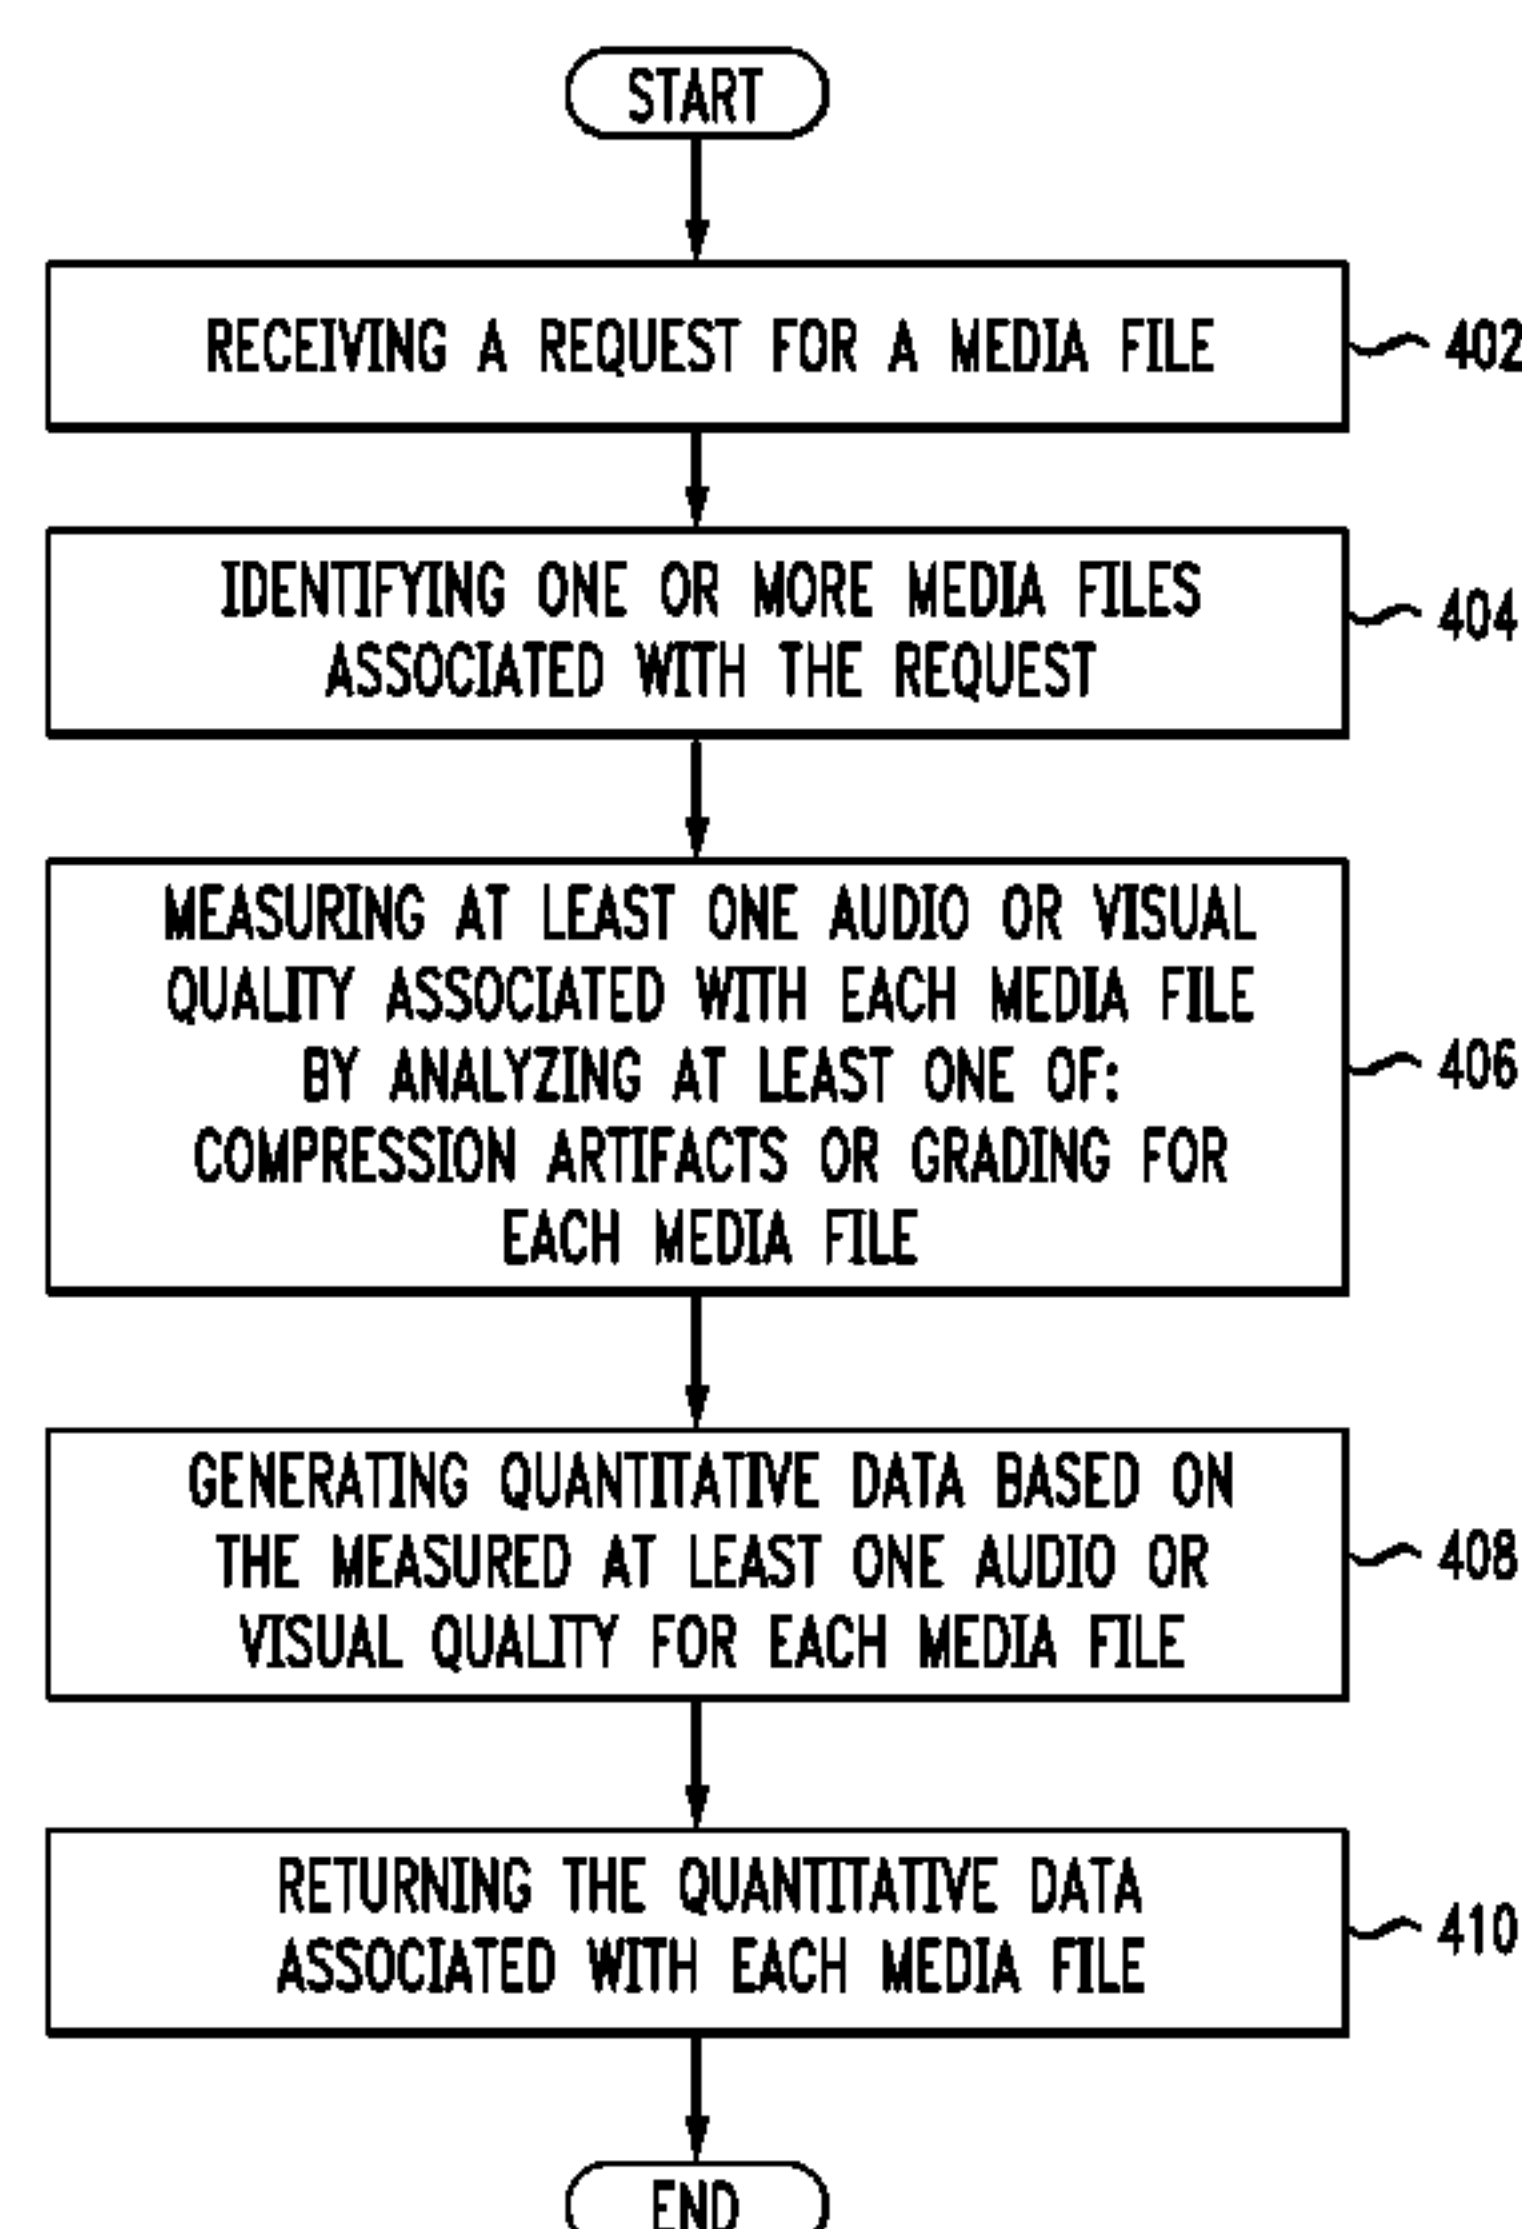 START
RECEIVING A REQUEST FOR A MEDIA FILE
402
IDENTIFYING ONE OR MORE MEDIA FILES
ASSOCIATED WITH THE REQUEST
404
MEASURING AT LEAST ONE AUDIO OR VISUAL
QUALITY ASSOCIATED WITH EACH MEDIA FILE
BY ANALYZING AT LEAST ONE OF:
COMPRESSION ARTIFACTS OR GRADING FOR
EACH MEDIA FILE
406
GENERATING QUANTITATIVE DATA BASED ON
THE MEASURED AT LEAST ONE AUDIO OR
VISUAL QUALITY FOR EACH MEDIA FILE
408
RETURNING THE QUANTITATIVE DATA
ASSOCIATED WITH EACH MEDIA FILE
410
END